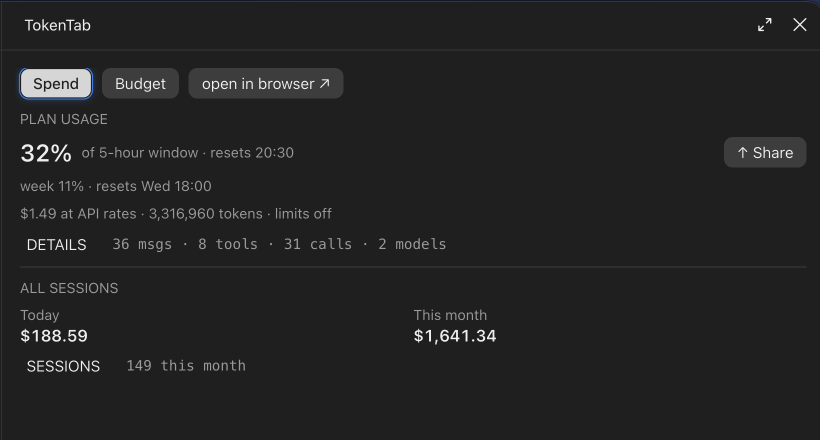 TokenTab
Spend Budget open in browser ↗
PLAN USAGE
32% of 5-hour window · resets 20:30
↑ Share
week 11% · resets Wed 18:00
$1.49 at API rates · 3,316,960 tokens · limits off
DETAILS 36 msgs · 8 tools · 31 calls · 2 models
ALL SESSIONS
Today This month
$188.59 $1,641.34
SESSIONS 149 this month